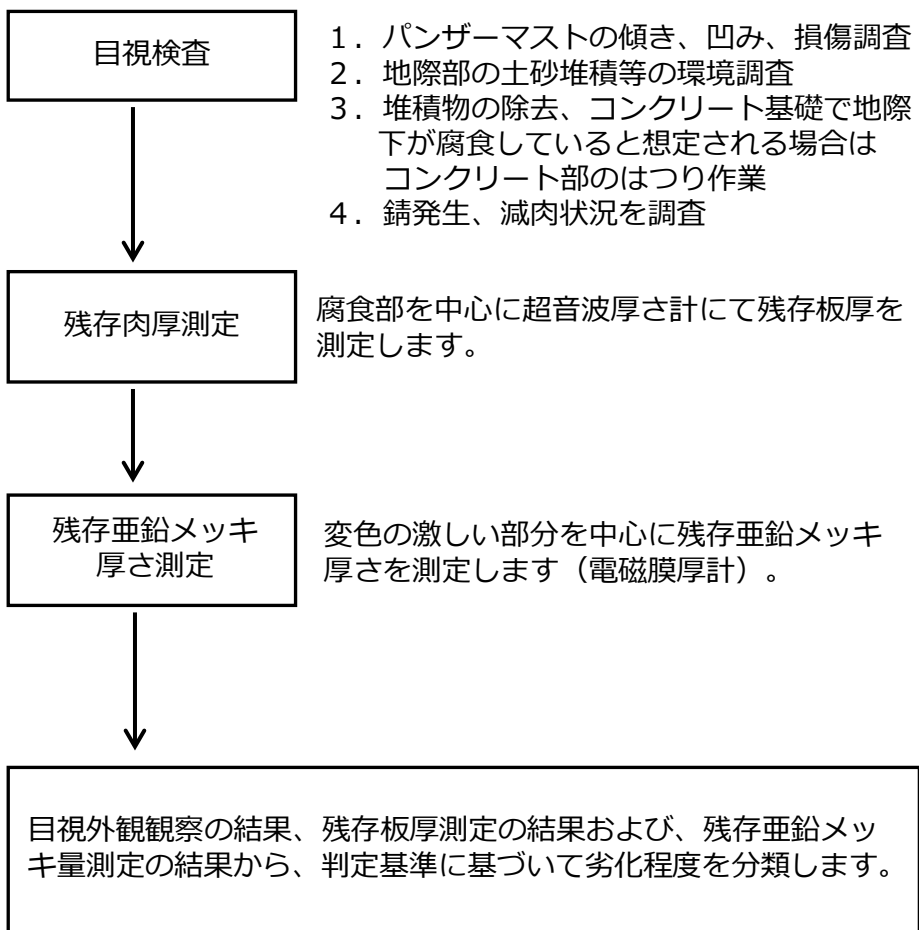 目視検査
１．パンザーマストの傾き、凹み、損傷調査
２．地際部の土砂堆積等の環境調査
３．堆積物の除去、コンクリート基礎で地際
下が腐食していると想定される場合は
コンクリート部のはつり作業
４．錆発生、減肉状況を調査
残存肉厚測定
腐食部を中心に超音波厚さ計にて残存板厚を
測定します。
残存亜鉛メッキ
厚さ測定
変色の激しい部分を中心に残存亜鉛メッキ
厚さを測定します（電磁膜厚計）。
目視外観観察の結果、残存板厚測定の結果および、残存亜鉛メッ
キ量測定の結果から、判定基準に基づいて劣化程度を分類します。